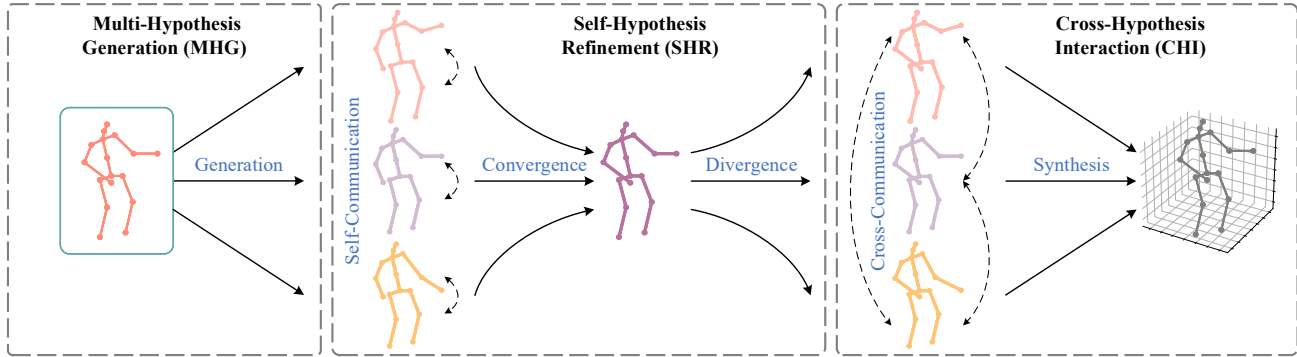 Multi-Hypothesis
Generation (MHG)
Generation
Self-Hypothesis
Refinement (SHR)
Self-Communication
Convergence
Divergence
Cross-Hypothesis
Interaction (CHI)
Cross-Communication
Synthesis